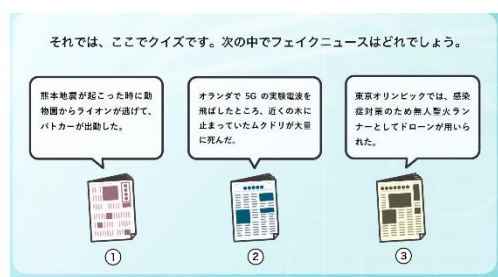 それでは、ここでクイズです。次の中でフェイクニュースはどれでしょう。
熊本地震が起こった時に動
物園からライオンが逃げて、
パトカーが出動した。
オランダで 5G の実験電波を
飛ばしたところ、近くの木に
止まっていたムクドリが大量
に死んだ。
東京オリンピックでは、感染
症対策のため無人聖火ラン
ナーとしてドローンが用いら
れた。
①
②
③